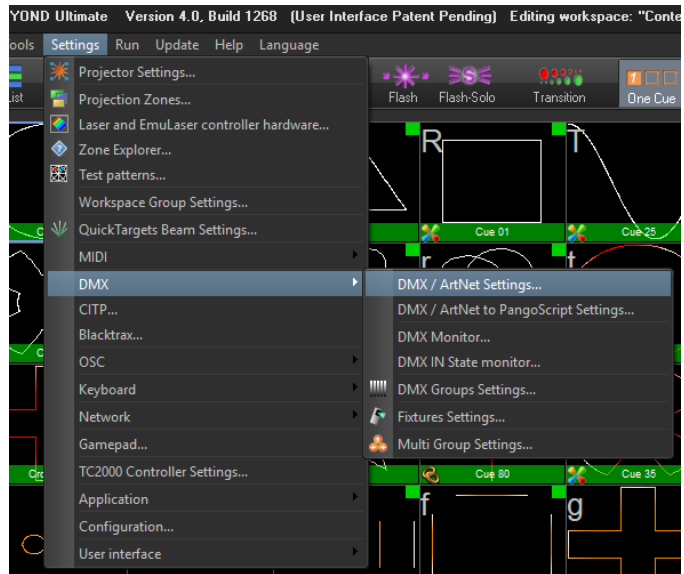 YOND Ultimate Version 4.0, Build 1268 (User Interface Patent Pending) Editing workspace: "Conte
ools Settings Run Update Help Language
List Flash Flash-Solo Transition One Cue
Projector Settings...
Projection Zones...
Laser and EmuLaser controller hardware...
Zone Explorer...
Test patterns...
Workspace Group Settings...
QuickTargets Beam Settings...
MIDI
DMX
CITP...
Blacktrax...
OSC
Keyboard
Network
Gamepad...
TC2000 Controller Settings...
Application
Configuration...
User interface
R T
Cue 01 Cue 25
r t
DMX / ArtNet Settings...
DMX / ArtNet to PangoScript Settings...
DMX Monitor...
DMX IN State monitor...
DMX Groups Settings...
Fixtures Settings...
Multi Group Settings...
Cue 80 Cue 35
f g